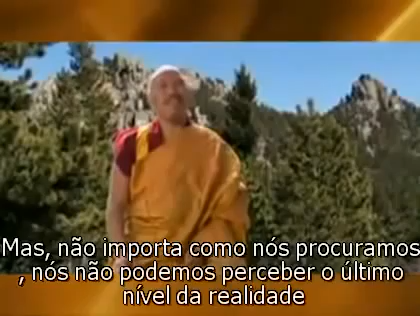 Mas, não importa como nós procuramos
, nós não podemos perceber o último
nível da realidade